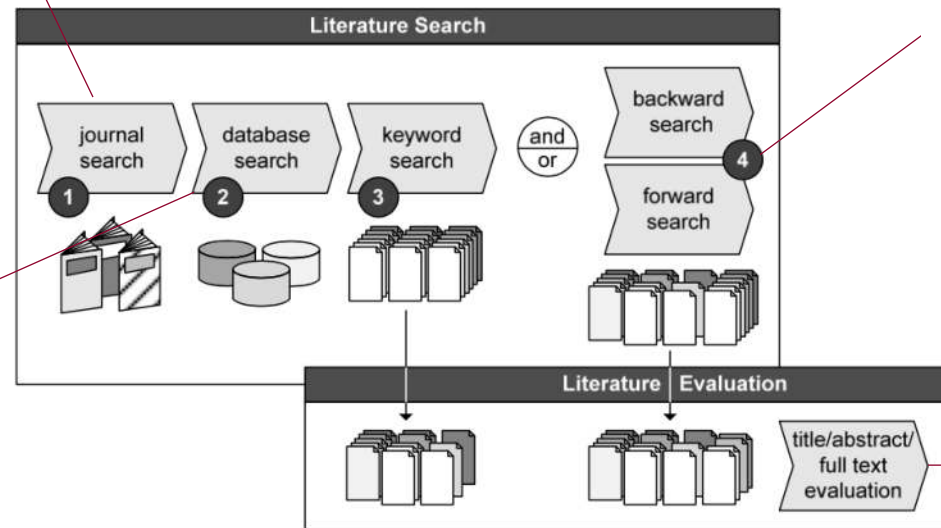 Literature Search
journal
search
1
database
search
2
keyword
search
3
and
or
backward
search
4
forward
search
Literature Evaluation
title/abstract/
full text
evaluation